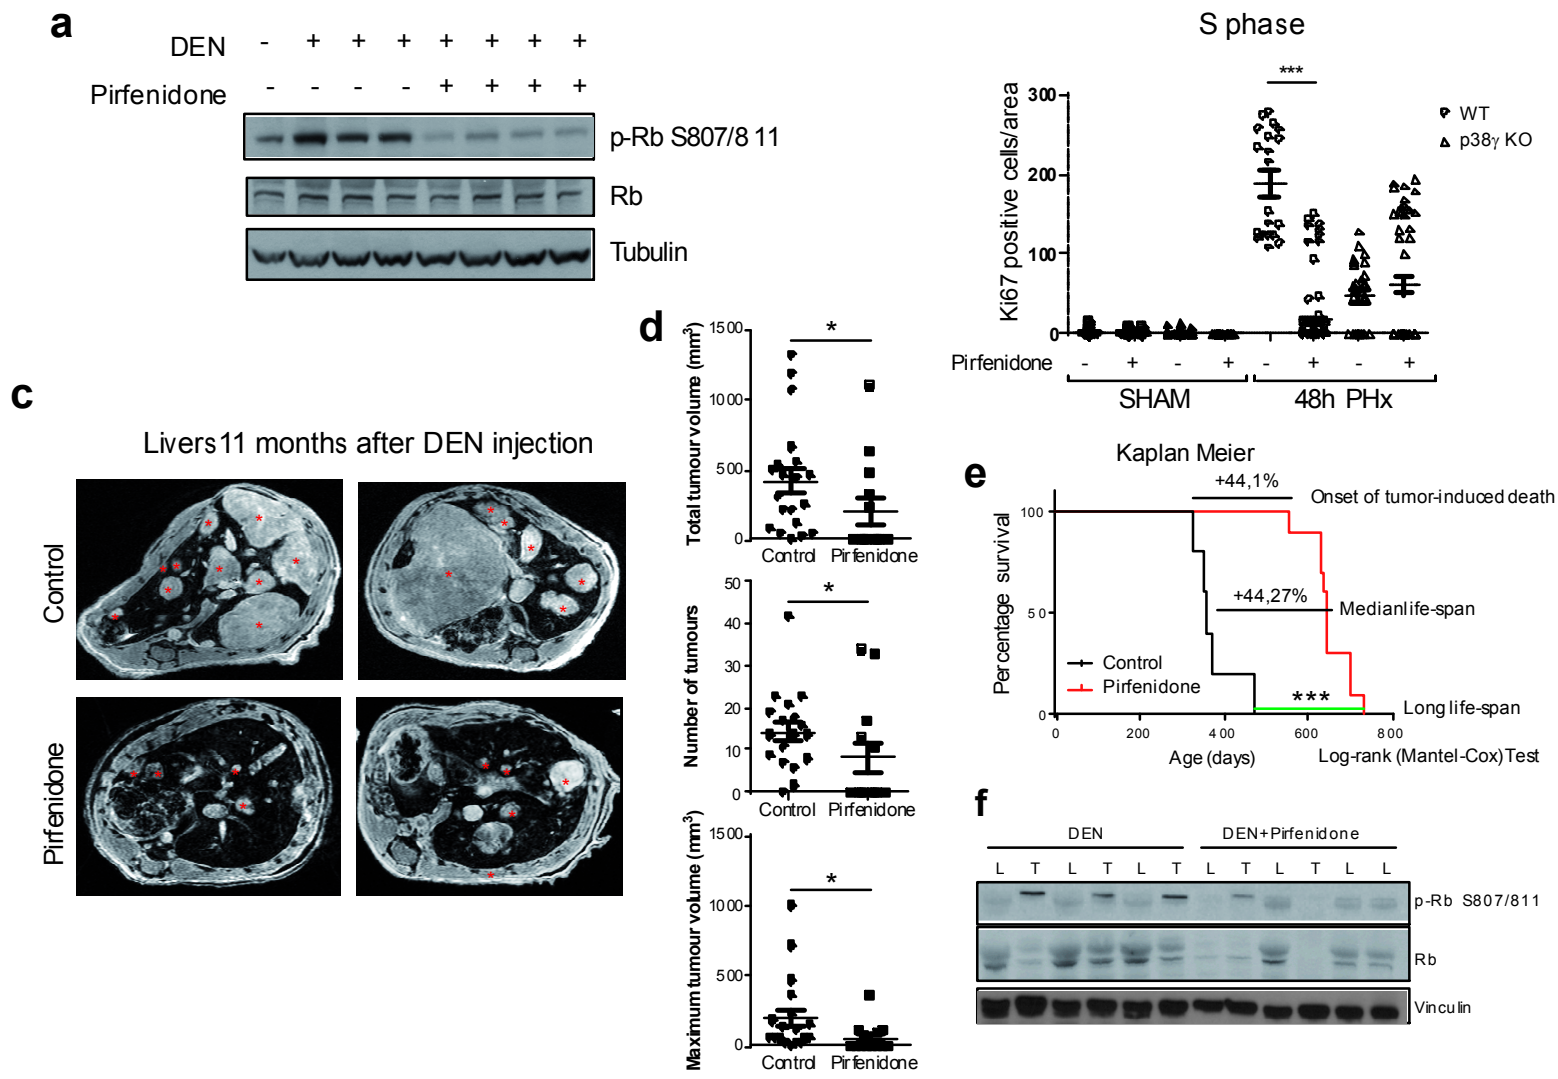 a
DEN - + + + + + + +
Pirfenidone - - - - + + + +
p-Rb S807/8 11
Rb
Tubulin
S phase
***
Ki67 positive cells/area
300
200
100
0
WT
p38γ KO
Pirfenidone - + - + - + - +
SHAM 48h PHx
c
Livers11 months after DEN injection
Control
Pirfenidone
d
Total tumour volume (mm³)
1500
1000
500
0
*
Control Pirfenidone
Number of tumours
50
40
30
20
10
0
*
Control Pirfenidone
Maximum tumour volume (mm³)
1500
1000
500
0
*
Control Pirfenidone
e
Kaplan Meier
+44,1%
Onset of tumor-induced death
+44,27%
Medianlife-span
***
Long life-span
Percentage survival
100
50
0
Control
Pirfenidone
0 200 400 600 800
Age (days)
Log-rank (Mantel-Cox) Test
f
DEN DEN+Pirfenidone
L T L T L T L T L T L L
p-Rb S807/811
Rb
Vinculin